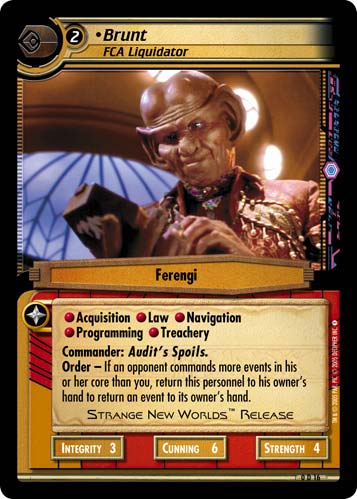 2
•Brunt
FCA Liquidator
Ferengi
Acquisition Law Navigation
Programming Treachery
Commander: Audit's Spoils.
Order – If an opponent commands more events in his
or her core than you, return this personnel to his owner's
hand to return an event to its owner's hand.
STRANGE NEW WORLDS™ RELEASE
INTEGRITY 3 CUNNING 6 STRENGTH 4
0 D 16